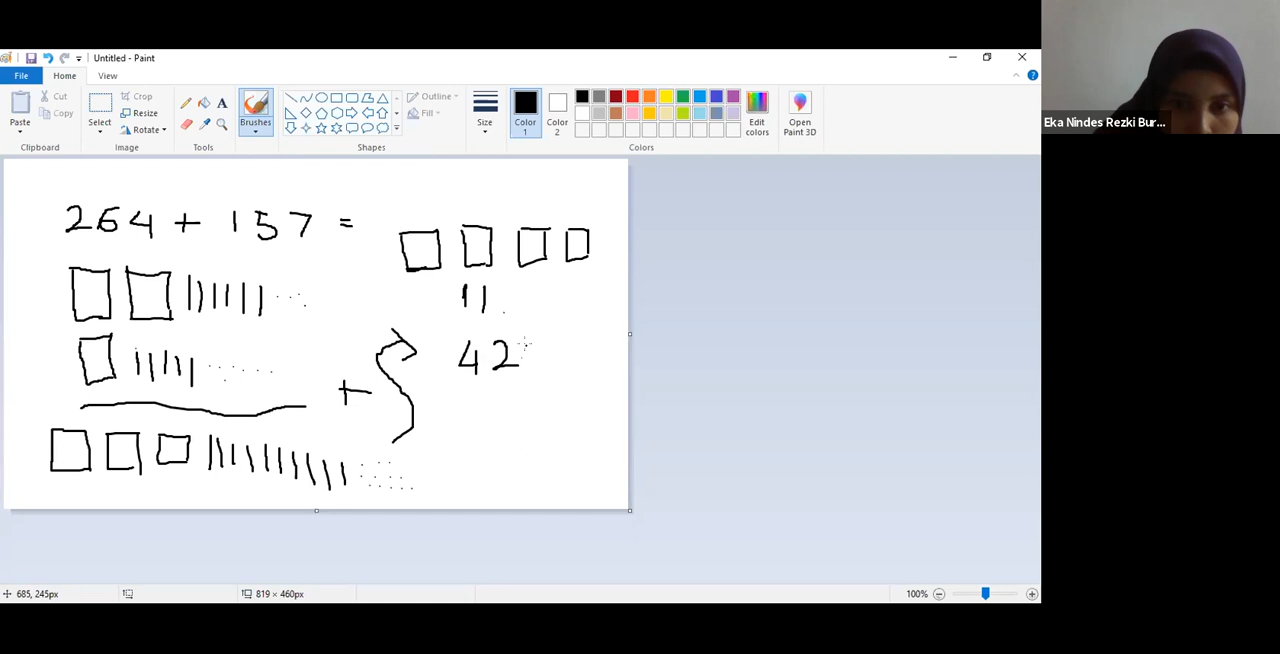 Untitled - Paint
File Home View
Paste
Cut
Copy
Clipboard
Select
Crop
Resize
Rotate
Image
A
Tools
Brushes
Outline
Fill
Shapes
Size
Color 1
Color 2
Edit colors
Open Paint 3D
Colors
Eka Nindes Rezki Bur...
264 + 157 =
+
42
685, 245px
819 × 460px
100%